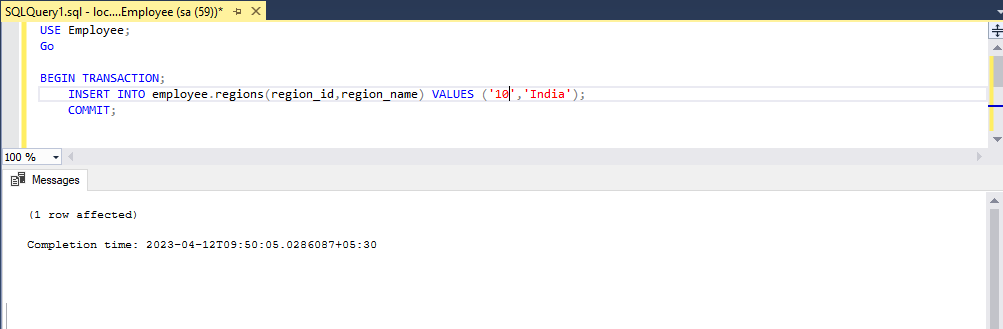 SQLQuery1.sql - loc....Employee (sa (59))*
USE Employee;
Go
BEGIN TRANSACTION;
INSERT INTO employee.regions(region_id,region_name) VALUES ('10','India');
COMMIT;
100 %
Messages
(1 row affected)
Completion time: 2023-04-12T09:50:05.0286087+05:30